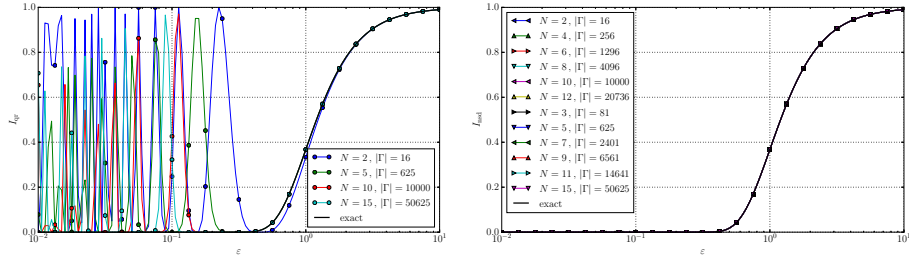 1.0
0.8
0.6
0.4
0.2
0.0
I_qr
10^{-2}
10^{-1}
10^{0}
10^{1}
ε
N = 2 , |Γ| = 16
N = 5 , |Γ| = 625
N = 10 , |Γ| = 10000
N = 15 , |Γ| = 50625
exact
1.0
0.8
0.6
0.4
0.2
0.0
10^{-2}
10^{-1}
10^{0}
10^{1}
ε
N = 2 , |Γ| = 16
N = 4 , |Γ| = 256
N = 6 , |Γ| = 1296
N = 8 , |Γ| = 4096
N = 10 , |Γ| = 10000
N = 12 , |Γ| = 20736
N = 3 , |Γ| = 81
N = 5 , |Γ| = 625
N = 7 , |Γ| = 2401
N = 9 , |Γ| = 6561
N = 11 , |Γ| = 14641
N = 15 , |Γ| = 50625
exact